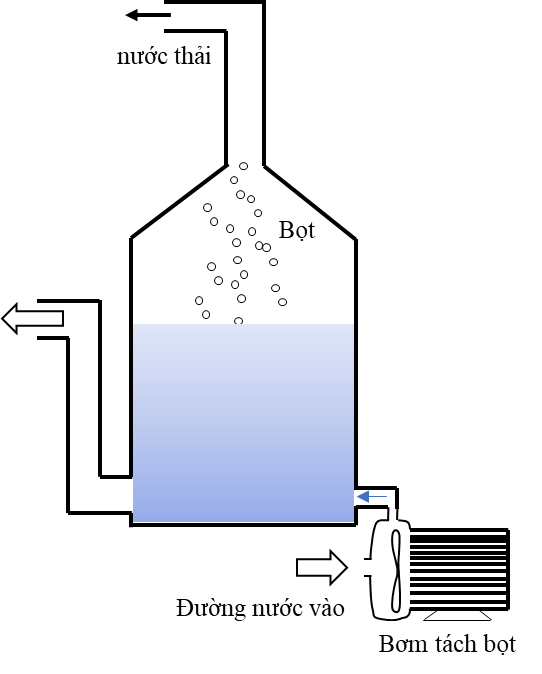 nước thải
Bọt
Đường nước vào
Bơm tách bọt